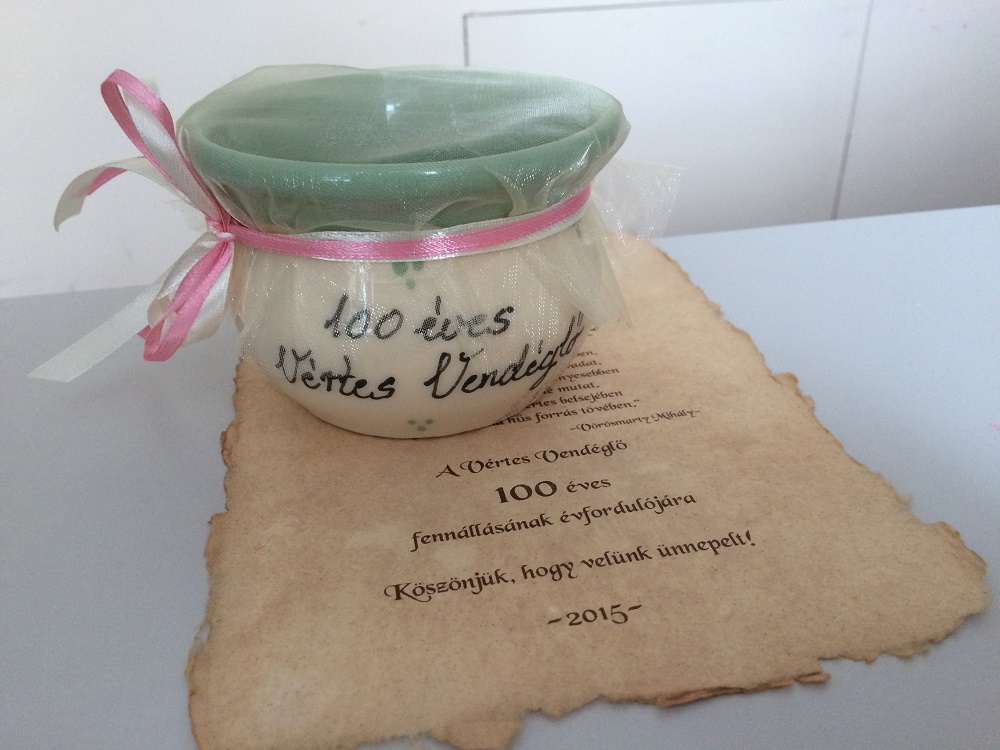 100 éves
Vértes Vendéglő
mutat.
belsejében
hűs forrás tövében."
-Vörösmarty Mihály-
A Vértes Vendéglő
100 éves
fennállásának évfordulójára
Köszönjük, hogy velünk ünnepelt!
-2015-